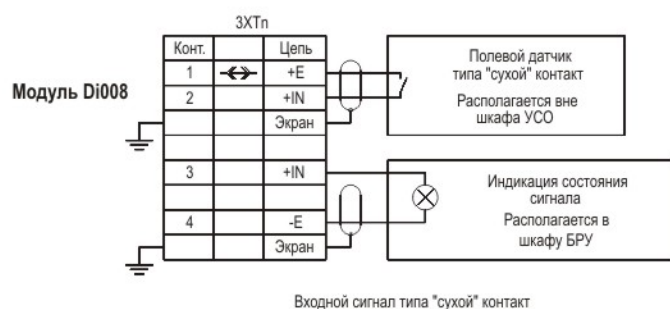 3XTn
Конт. Цепь
1 +E
2 +IN
Экран
3 +IN
4 -E
Экран
Модуль Di008
Полевой датчик
типа "сухой" контакт
Располагается вне
шкафа УСО
Индикация состояния
сигнала
Располагается в
шкафу БРУ
Входной сигнал типа "сухой" контакт